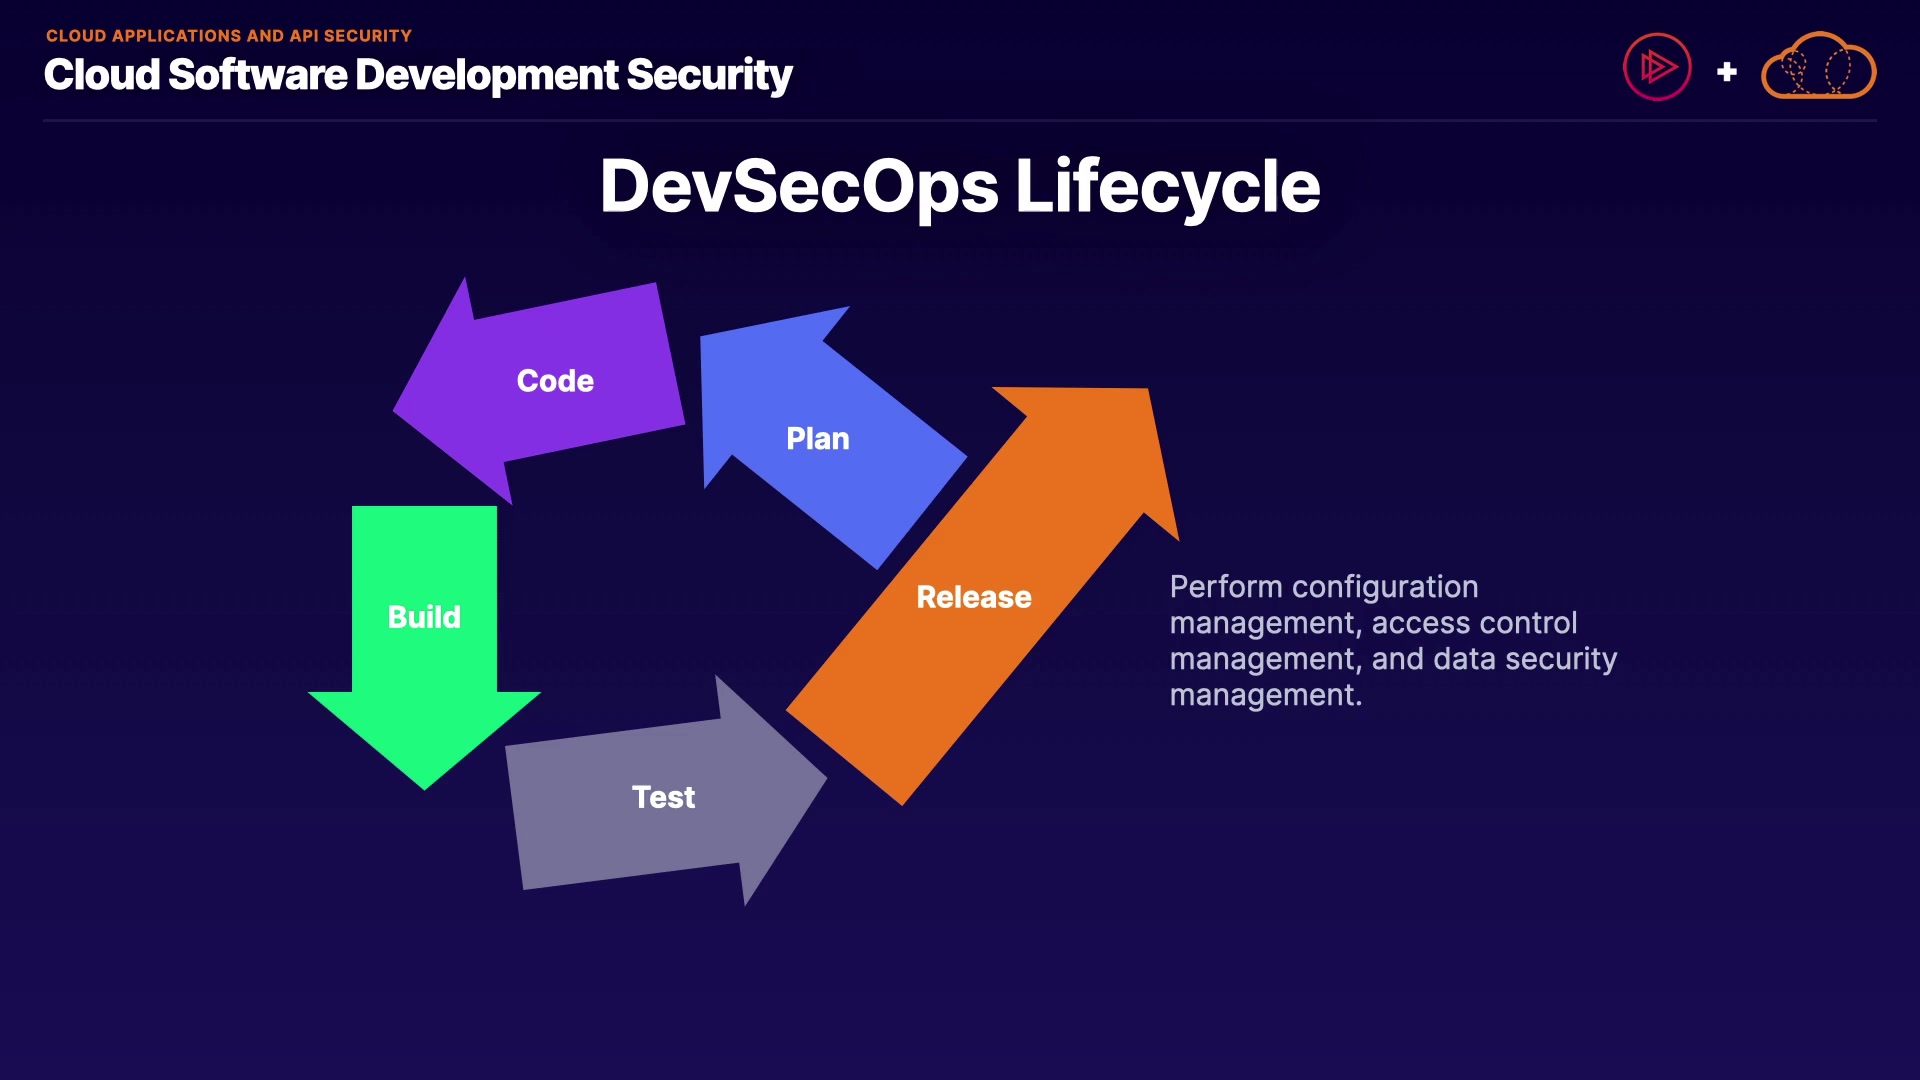 CLOUD APPLICATIONS AND API SECURITY
Cloud Software Development Security
DevSecOps Lifecycle
Code
Plan
Build
Release
Test
Perform configuration
management, access control
management, and data security
management.